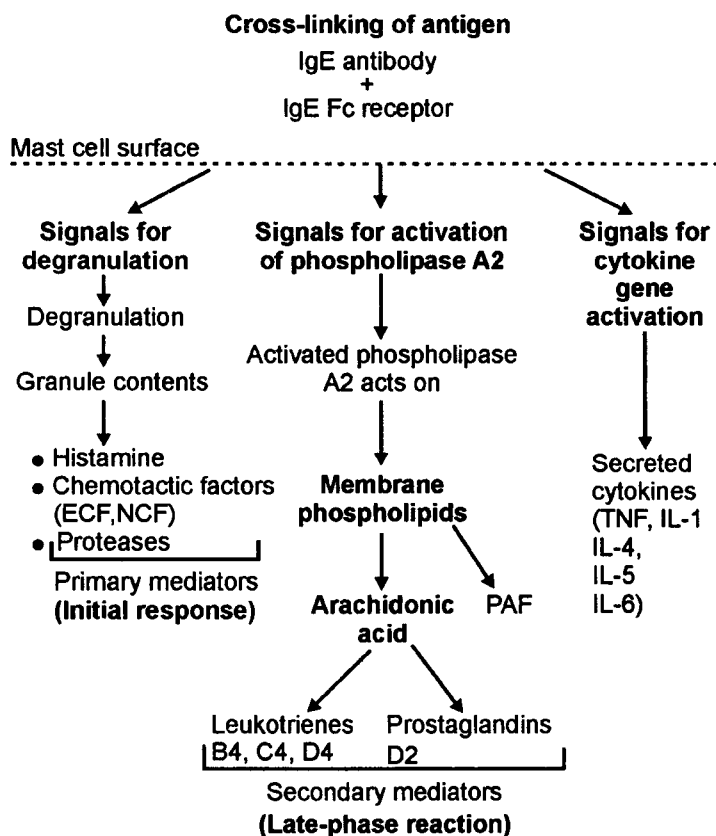 Cross-linking of antigen
IgE antibody
+
IgE Fc receptor
Mast cell surface
Signals for
degranulation
Degranulation
Granule contents
● Histamine
● Chemotactic factors
(ECF,NCF)
● Proteases
Primary mediators
(Initial response)
Signals for activation
of phospholipase A2
Activated phospholipase
A2 acts on
Membrane
phospholipids
Arachidonic
acid
PAF
Leukotrienes
B4, C4, D4
Prostaglandins
D2
Secondary mediators
(Late-phase reaction)
Signals for
cytokine
gene
activation
Secreted
cytokines
(TNF, IL-1
IL-4,
IL-5
IL-6)